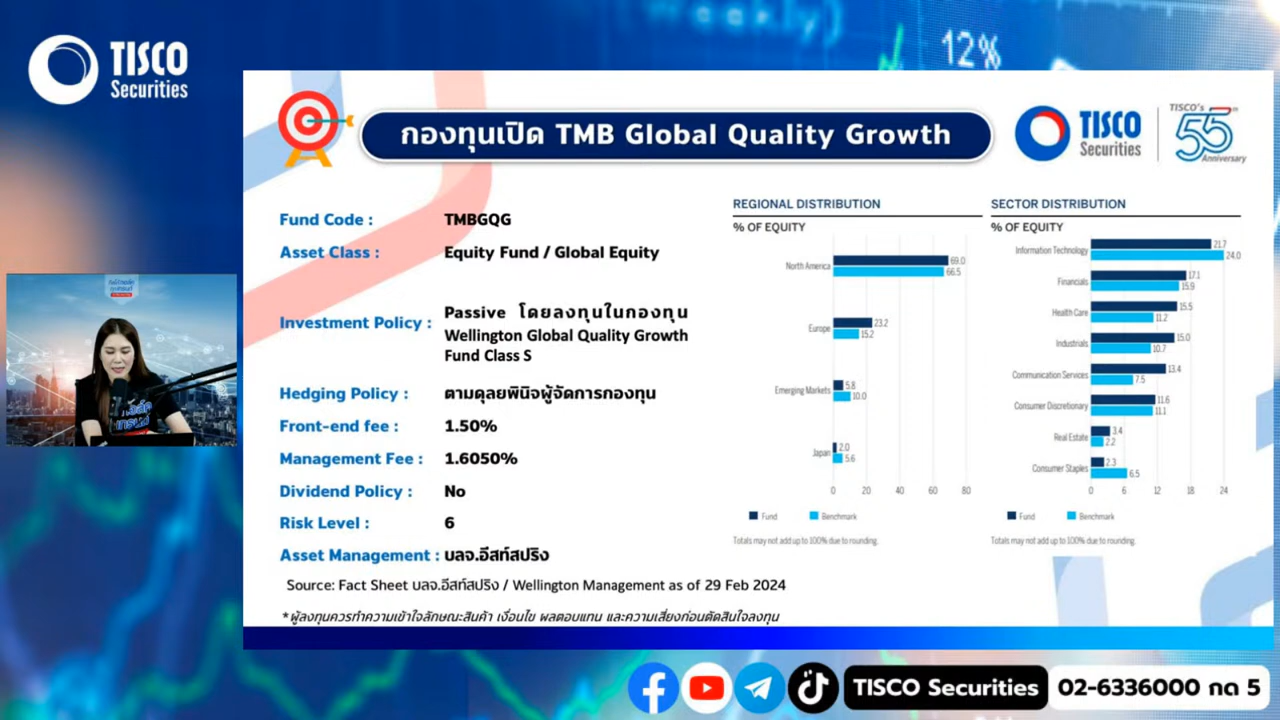 TISCO
Securities
12%
กองทุนเปิด TMB Global Quality Growth
TISCO
Securities
TISCO's
55th
Anniversary
Fund Code : TMBGQG
Asset Class : Equity Fund / Global Equity
Investment Policy : Passive โดยลงทุนในกองทุน
Wellington Global Quality Growth
Fund Class S
Hedging Policy : ตามดุลยพินิจผู้จัดการกองทุน
Front-end fee : 1.50%
Management Fee : 1.6050%
Dividend Policy : No
Risk Level : 6
Asset Management : บลจ.อีสท์สปริง
Source: Fact Sheet บลจ.อีสท์สปริง / Wellington Management as of 29 Feb 2024
*ผู้ลงทุนควรทำความเข้าใจลักษณะสินค้า เงื่อนไข ผลตอบแทน และความเสี่ยงก่อนตัดสินใจลงทุน
REGIONAL DISTRIBUTION
% OF EQUITY
North America 69.0
66.5
Europe 23.2
15.2
Emerging Markets 5.8
10.0
Japan 2.0
5.6
0 20 40 60 80
Fund Benchmark
Totals may not add up to 100% due to rounding.
SECTOR DISTRIBUTION
% OF EQUITY
Information Technology 21.7
24.0
Financials 17.1
15.9
Health Care 15.5
11.2
Industrials 15.0
10.7
Communication Services 13.4
7.5
Consumer Discretionary 11.6
11.1
Real Estate 3.4
2.2
Consumer Staples 2.3
6.5
0 6 12 18 24
Fund Benchmark
Totals may not add up to 100% due to rounding.
TISCO Securities 02-6336000 กด 5